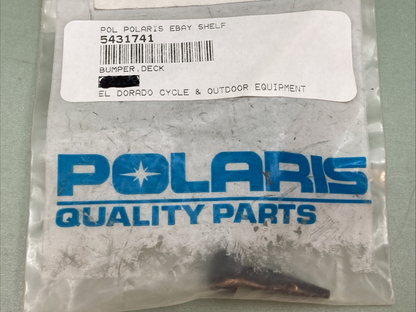 POL POLARIS EBAY SHELF
5431741
BUMPER,DECK
EL DORADO CYCLE & OUTDOOR EQUIPMENT
POLARIS
QUALITY PARTS